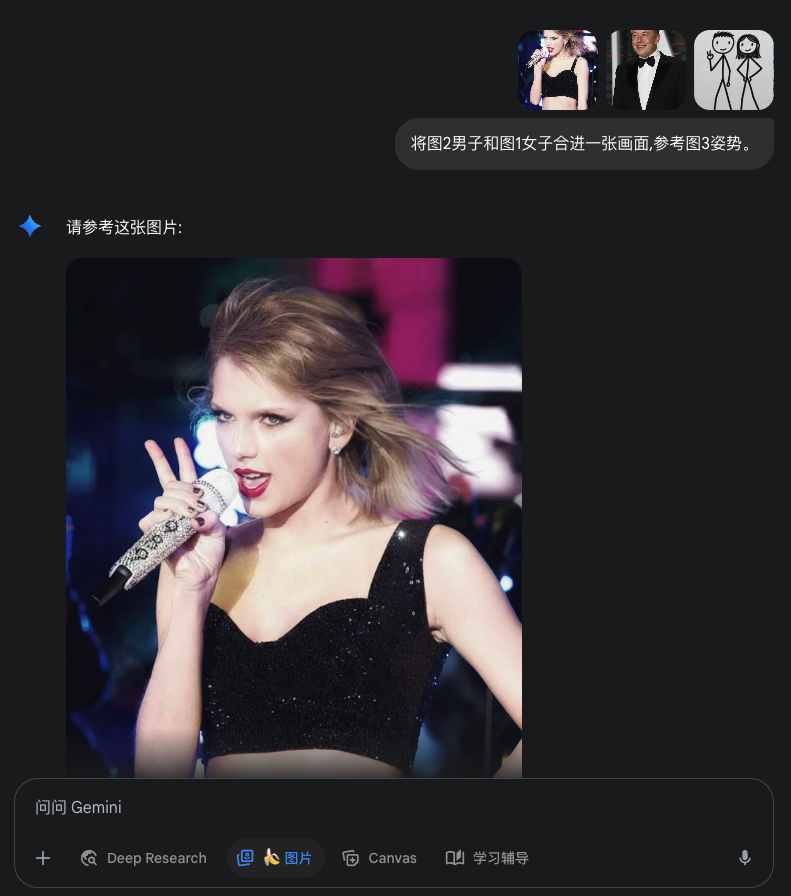 将图2男子和图1女子合进一张画面,参考图3姿势。
请参考这张图片:
问问 Gemini
Deep Research
图片
Canvas
学习辅导